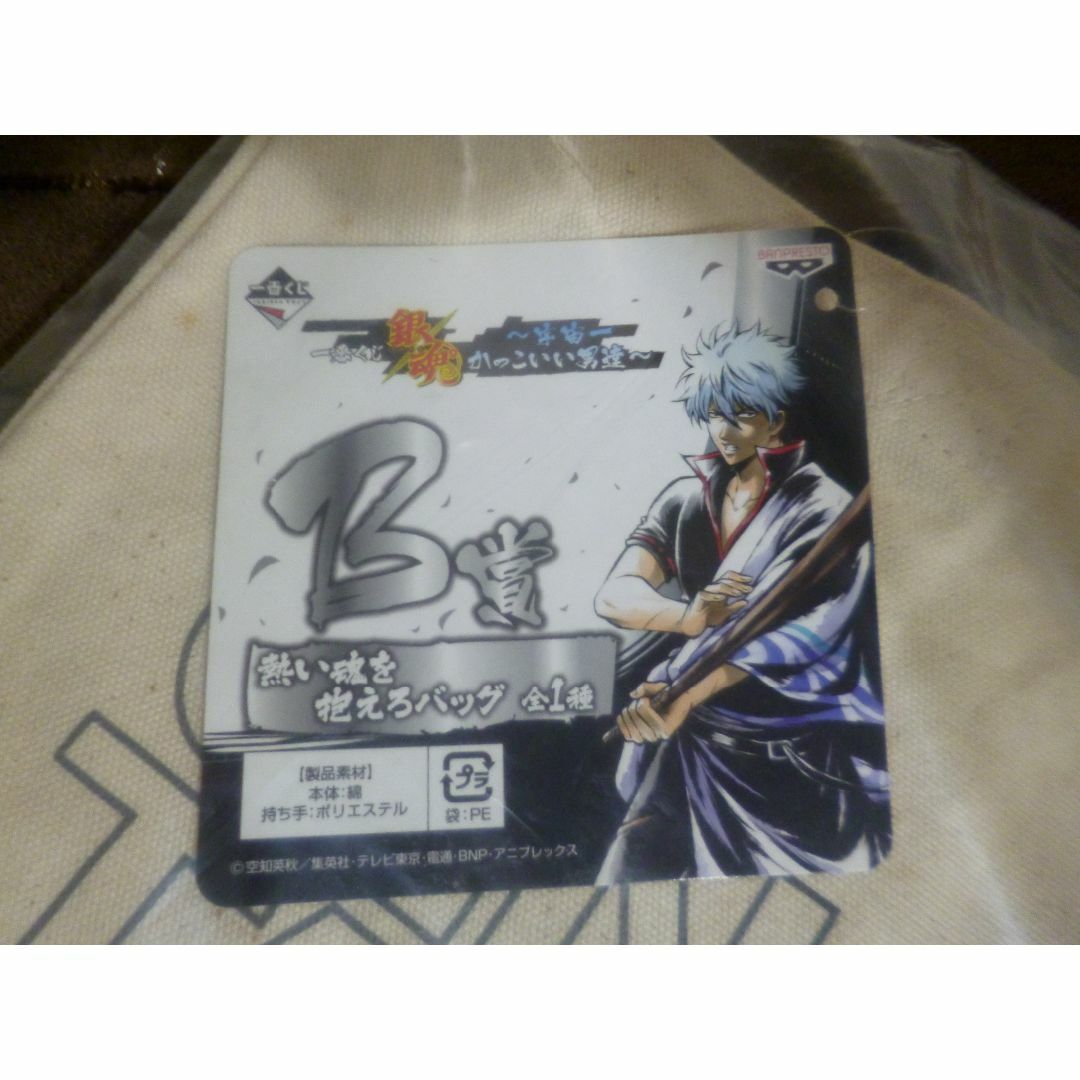 一番くじ
BANPRESTO
一番くじ
銀魂
～宇宙一
かっこいい男達～
B賞
熱い魂を
抱えろバッグ 全1種
【製品素材】
本体：綿
持ち手：ポリエステル
プラ
袋：PE
©空知英秋／集英社・テレビ東京・電通・BNP・アニプレックス